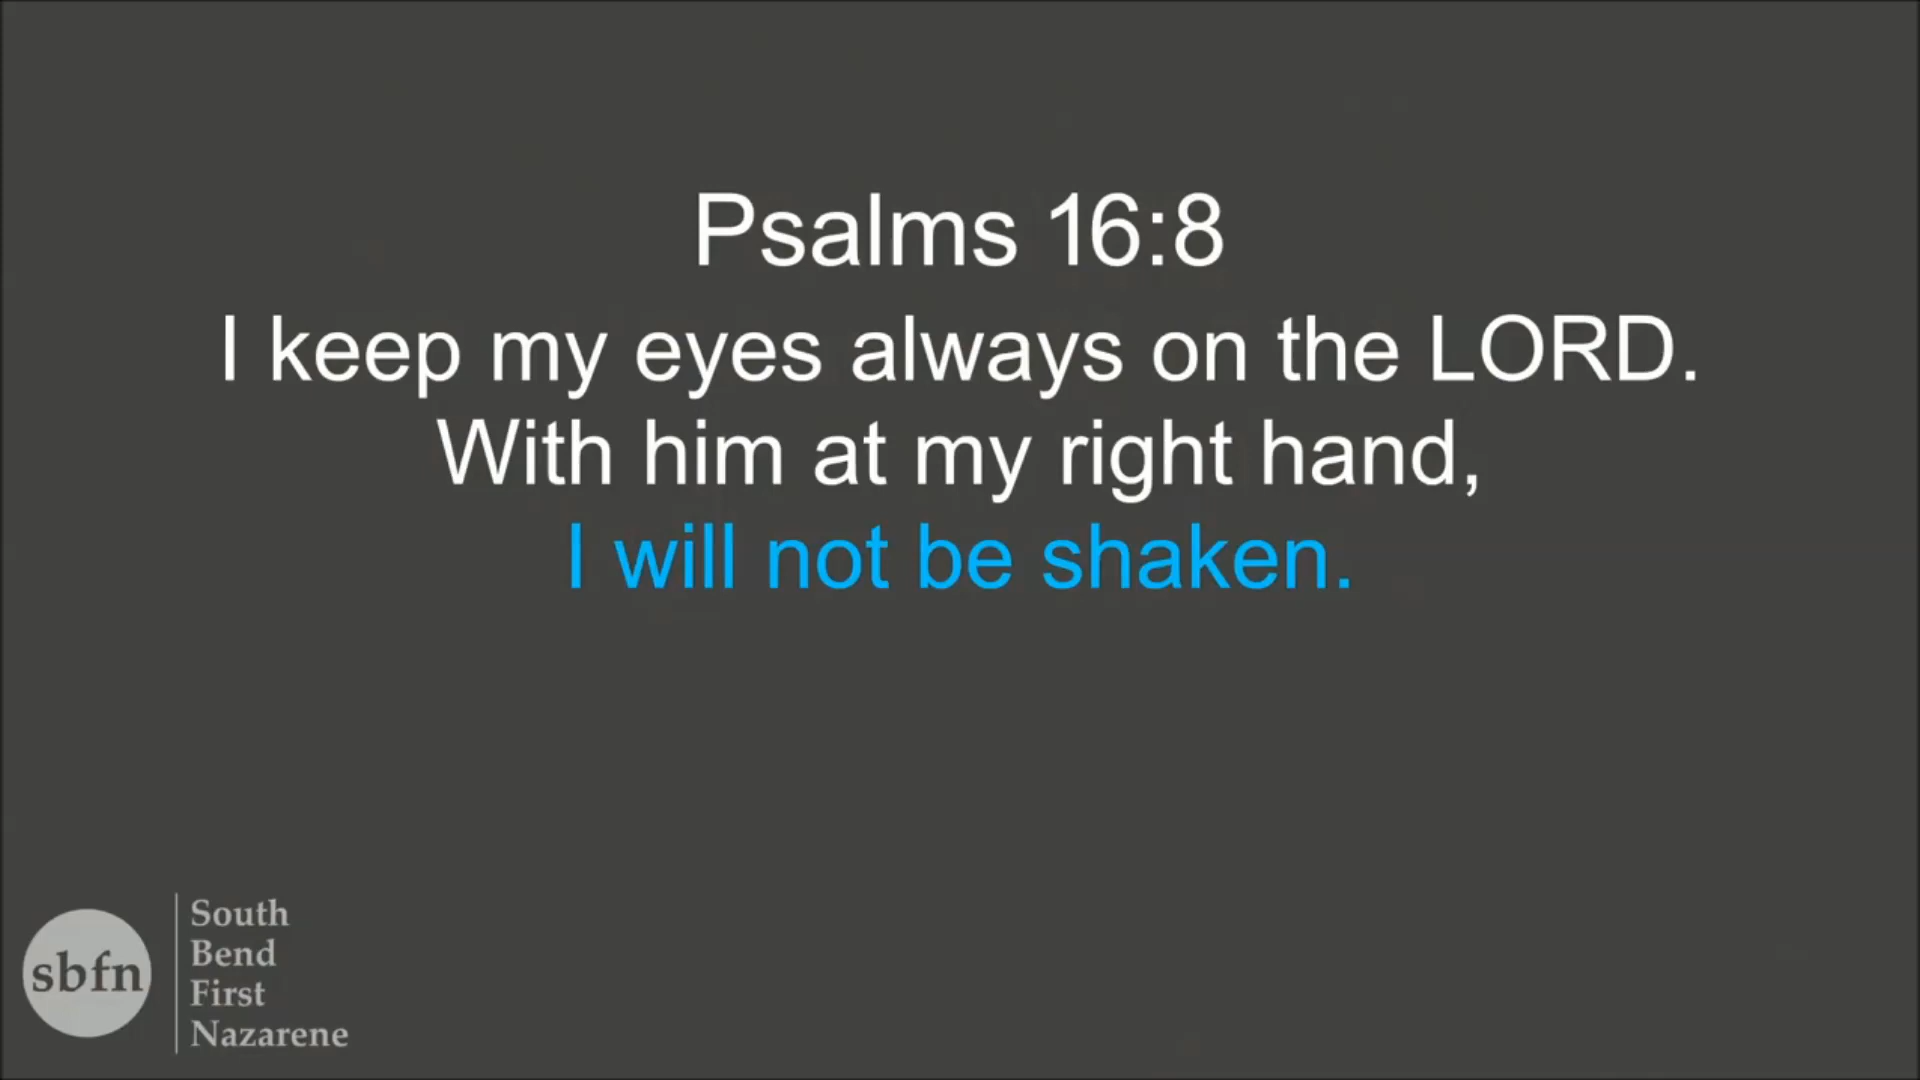 Psalms 16:8
I keep my eyes always on the LORD.
With him at my right hand,
I will not be shaken.
sbfn
South
Bend
First
Nazarene